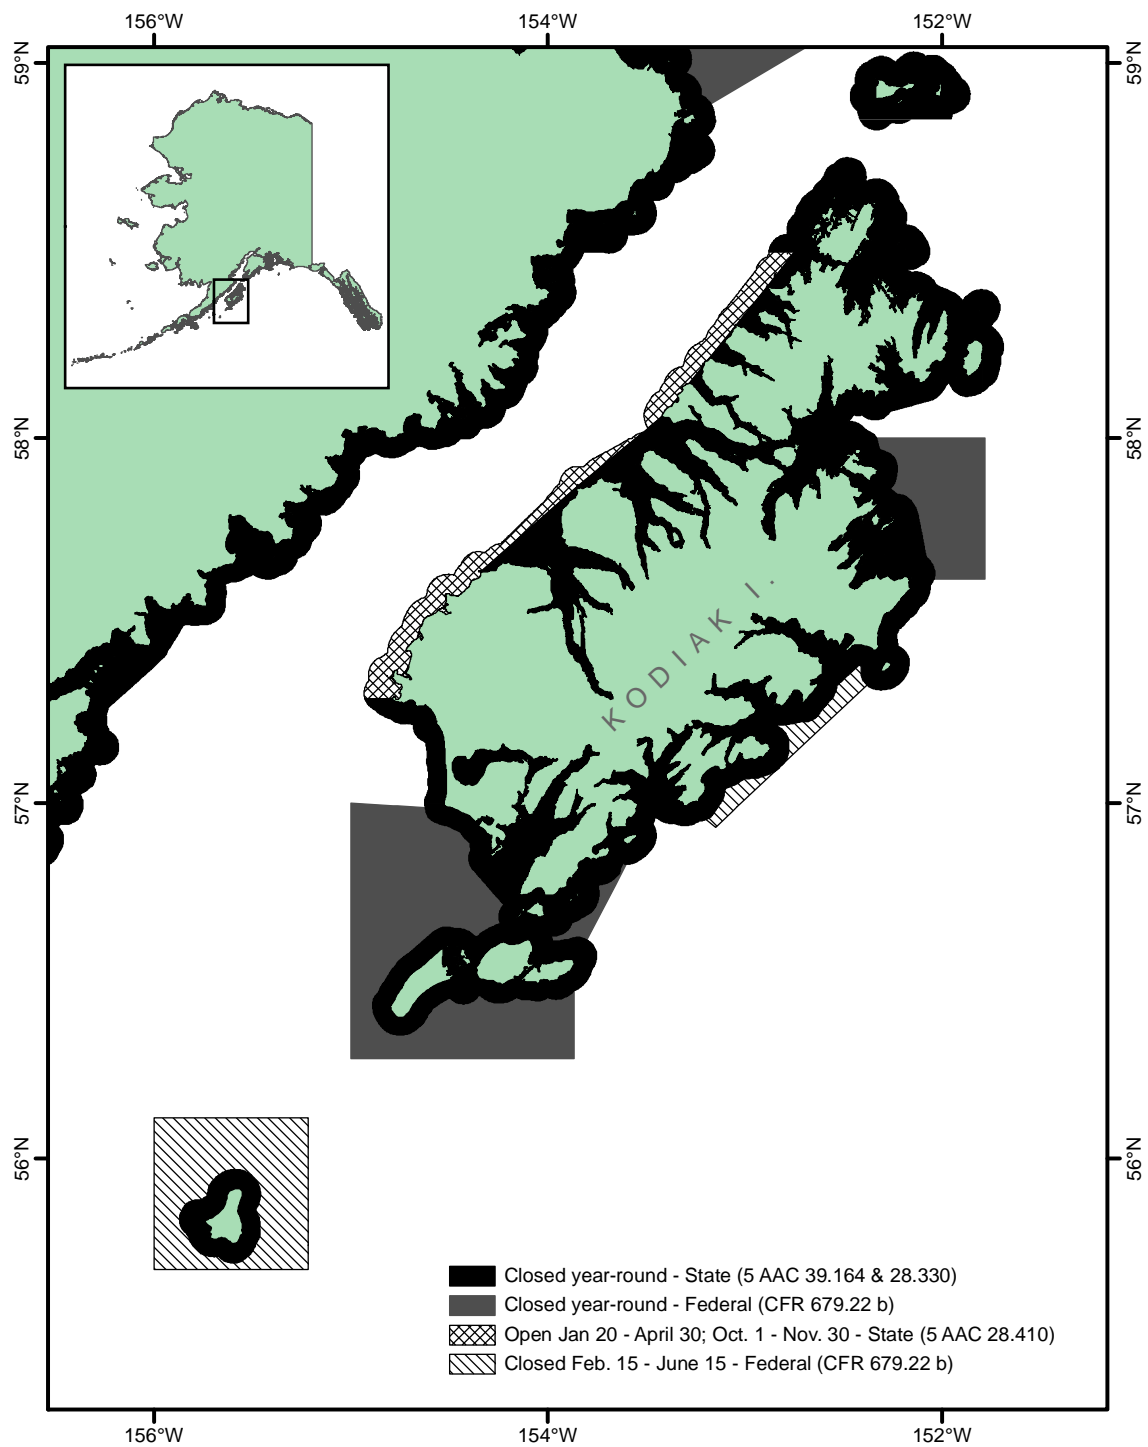 156°W 154°W 152°W
59°N 59°N
58°N 58°N
KODIAK I.
57°N 57°N
56°N 56°N
Closed year-round - State (5 AAC 39.164 & 28.330)
Closed year-round - Federal (CFR 679.22 b)
Open Jan 20 - April 30; Oct. 1 - Nov. 30 - State (5 AAC 28.410)
Closed Feb. 15 - June 15 - Federal (CFR 679.22 b)
156°W 154°W 152°W